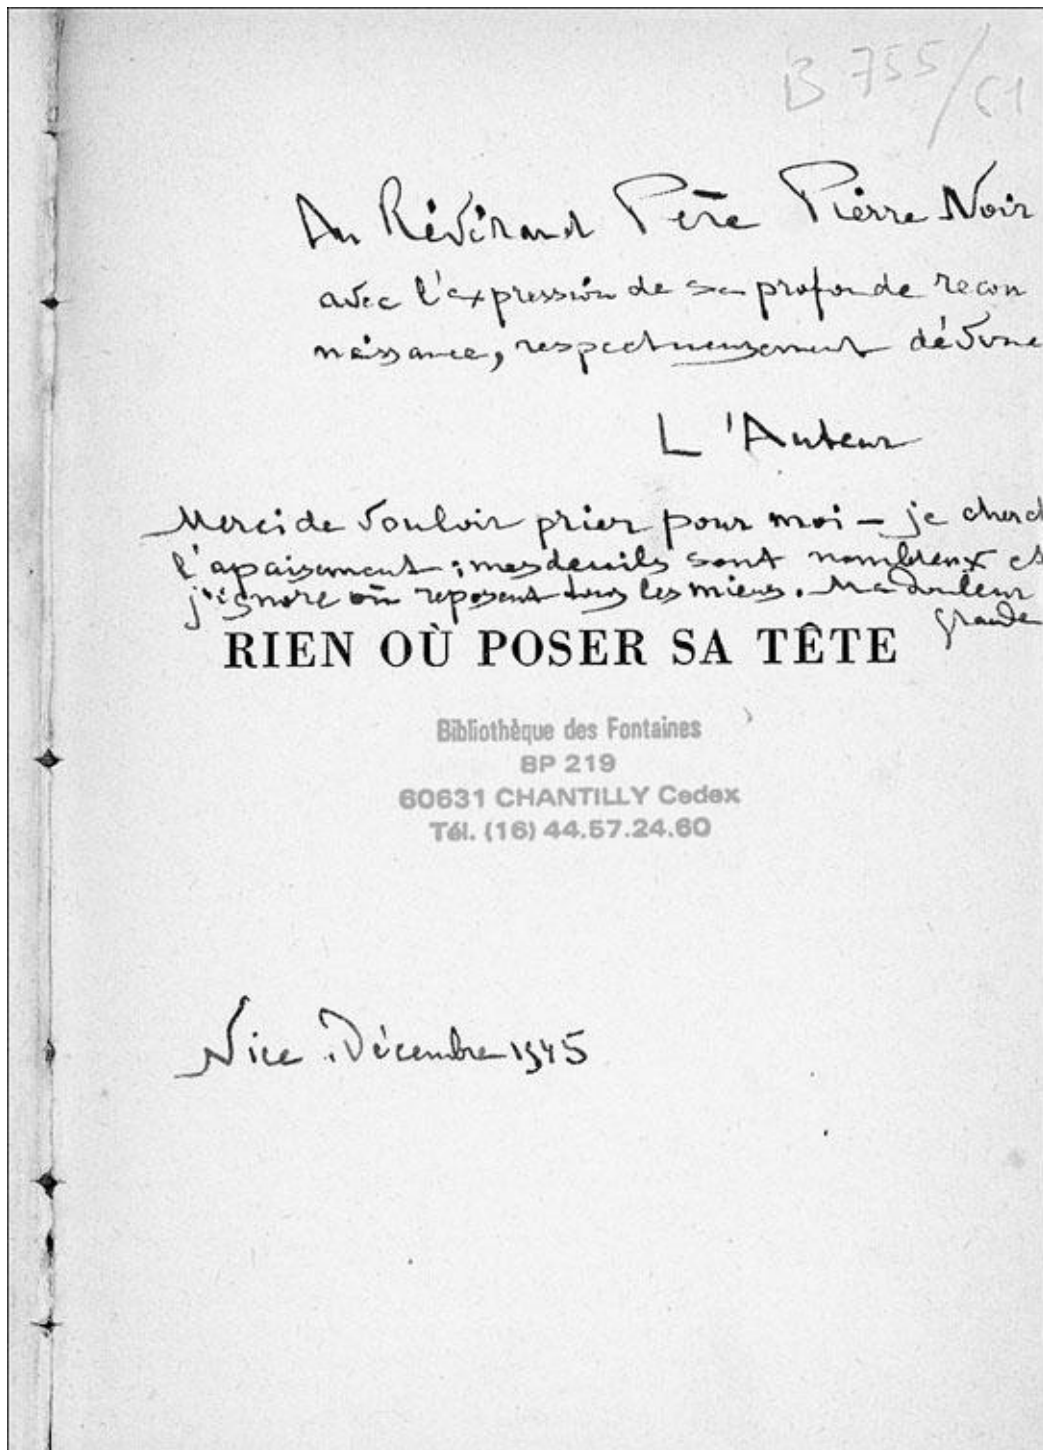 B 755/61
Au Révérend Père Pierre Noir
avec l'expression de sa profonde recon
naissance, respectueusement dévoué
L'Auteur
Merci de vouloir prier pour moi – je cherch
l'apaisement ; mes deuils sont nombreux et
j'ignore où reposent tous les miens. Ma douleur
grande
RIEN OÙ POSER SA TÊTE
Bibliothèque des Fontaines
BP 219
60631 CHANTILLY Cedex
Tél. (16) 44.57.24.60
Nice. Décembre 1945